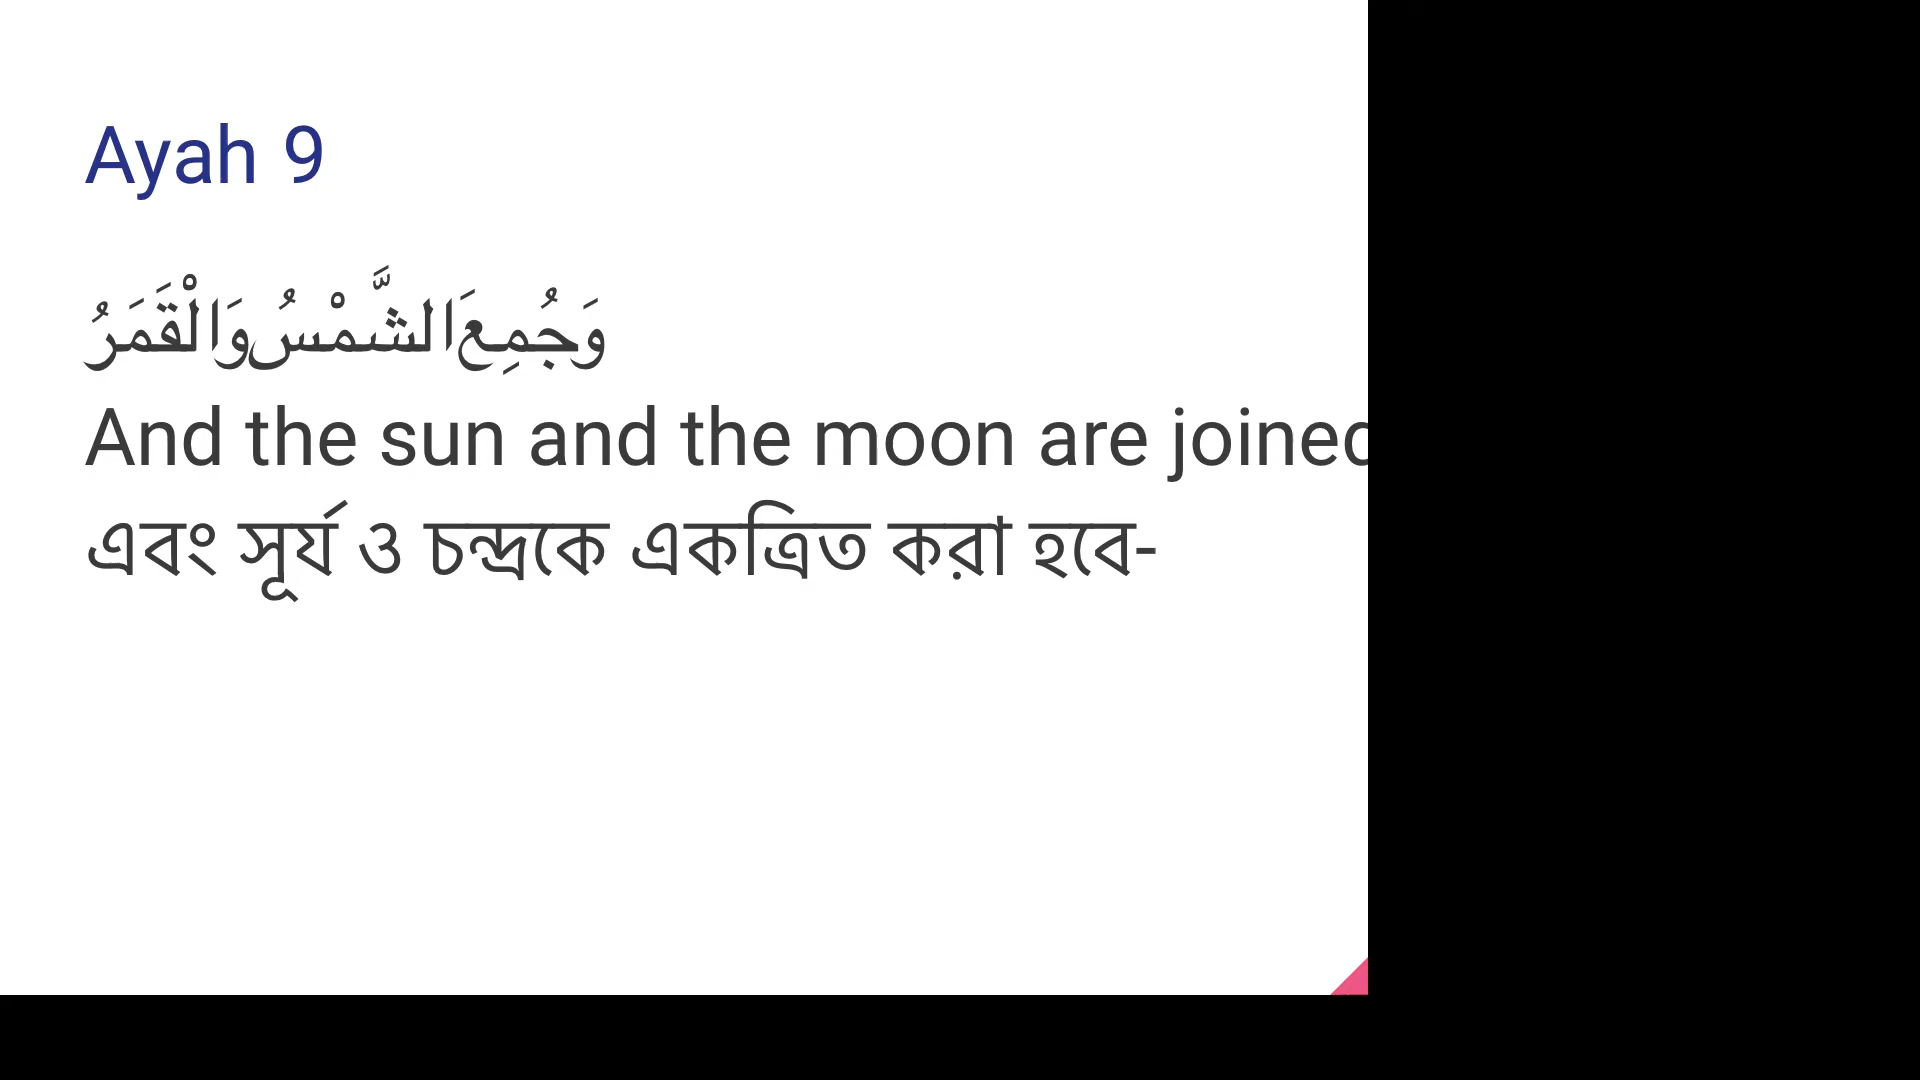 Ayah 9
وَجُمِعَ الشَّمْسُ وَالْقَمَرُ
And the sun and the moon are joined
এবং সূর্য ও চন্দ্রকে একত্রিত করা হবে-